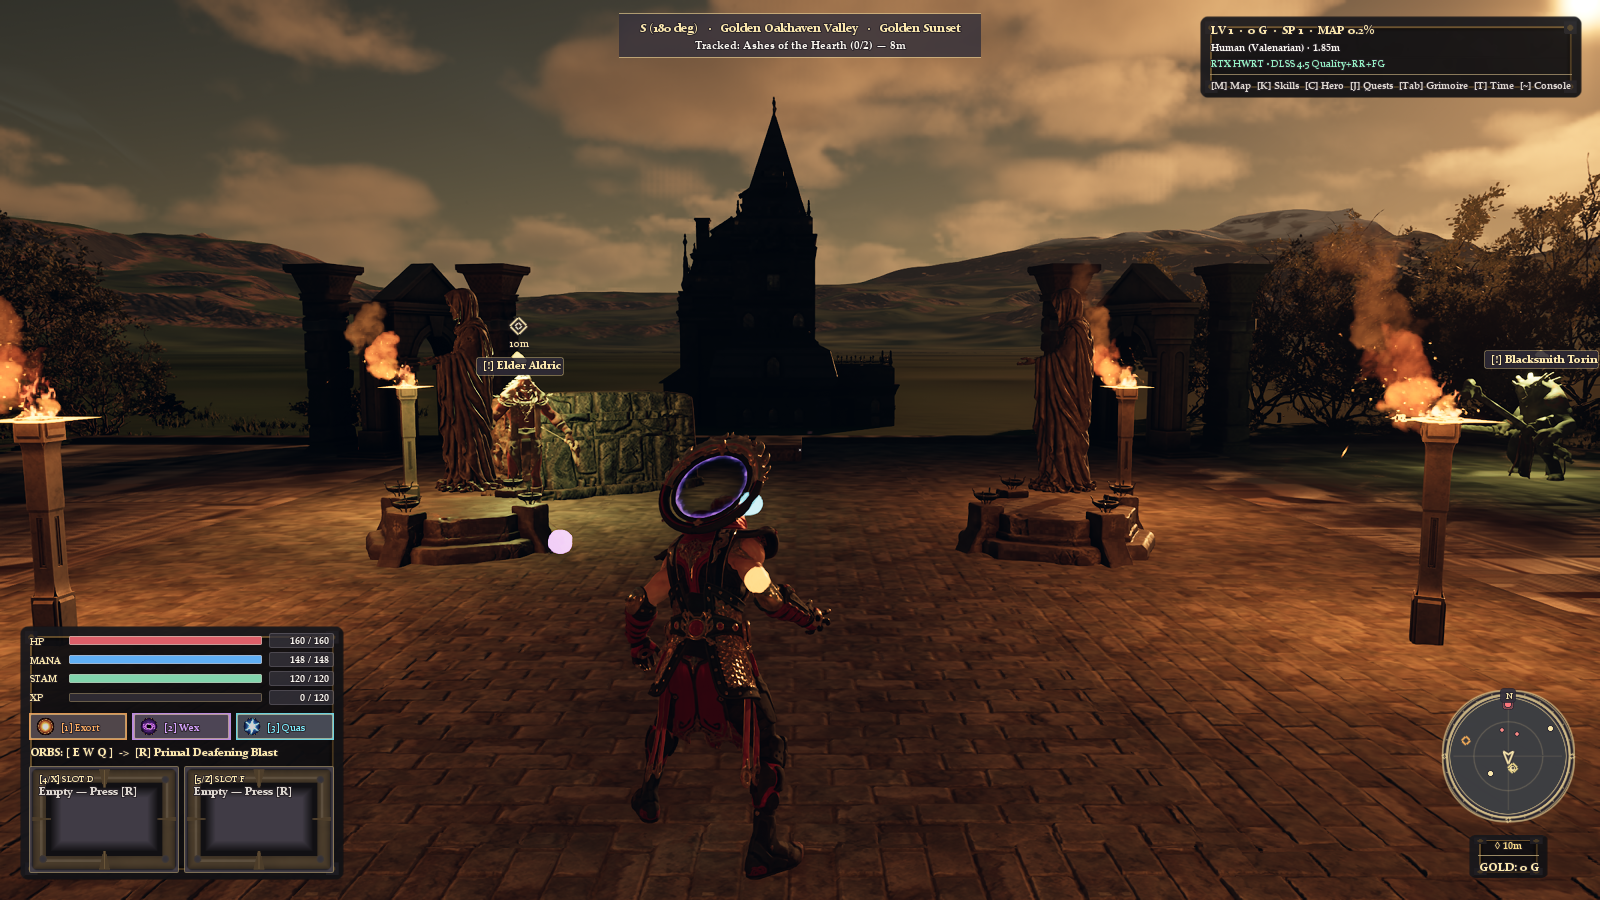 S (180 deg) · Golden Oakhaven Valley · Golden Sunset
Tracked: Ashes of the Hearth (0/2) — 8m
LV 1 · 0 G · SP 1 · MAP 0.2%
Human (Valenarian) · 1.85m
RTX HWRT · DLSS 4.5 Quality+RR+FG
[M] Map [K] Skills [C] Hero [J] Quests [Tab] Grimoire [T] Time [~] Console
10m
[!] Elder Aldric
[!] Blacksmith Torin
HP 160 / 160
MANA 148 / 148
STAM 120 / 120
XP 0 / 120
[1] Exort [2] Wex [3] Quas
ORBS: [ E W Q ] -> [R] Primal Deafening Blast
[4/X] SLOT D
Empty — Press [R]
[5/Z] SLOT F
Empty — Press [R]
N
◊ 10m
GOLD: 0 G